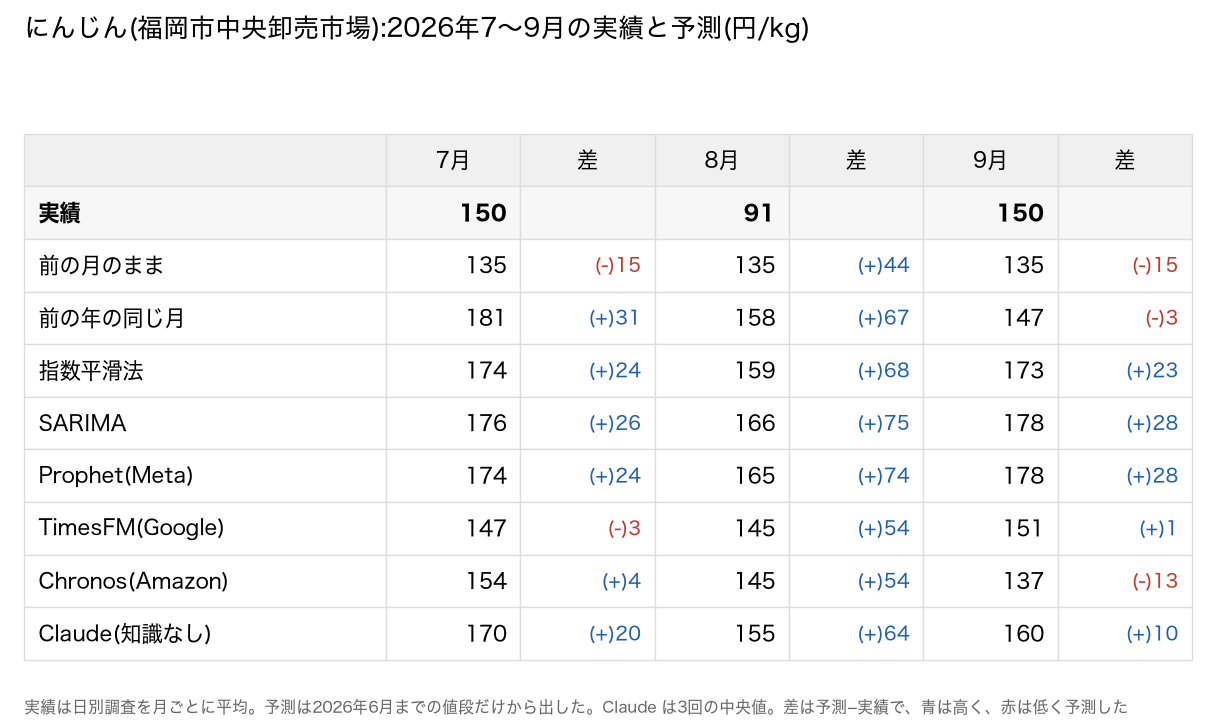 にんじん(福岡市中央卸売市場):2026年7〜9月の実績と予測(円/kg)
7月 差 8月 差 9月 差
実績 150 91 150
前の月のまま 135 (-)15 135 (+)44 135 (-)15
前の年の同じ月 181 (+)31 158 (+)67 147 (-)3
指数平滑法 174 (+)24 159 (+)68 173 (+)23
SARIMA 176 (+)26 166 (+)75 178 (+)28
Prophet(Meta) 174 (+)24 165 (+)74 178 (+)28
TimesFM(Google) 147 (-)3 145 (+)54 151 (+)1
Chronos(Amazon) 154 (+)4 145 (+)54 137 (-)13
Claude(知識なし) 170 (+)20 155 (+)64 160 (+)10
実績は日別調査を月ごとに平均。予測は2026年6月までの値段だけから出した。Claude は3回の中央値。差は予測−実績で、青は高く、赤は低く予測した